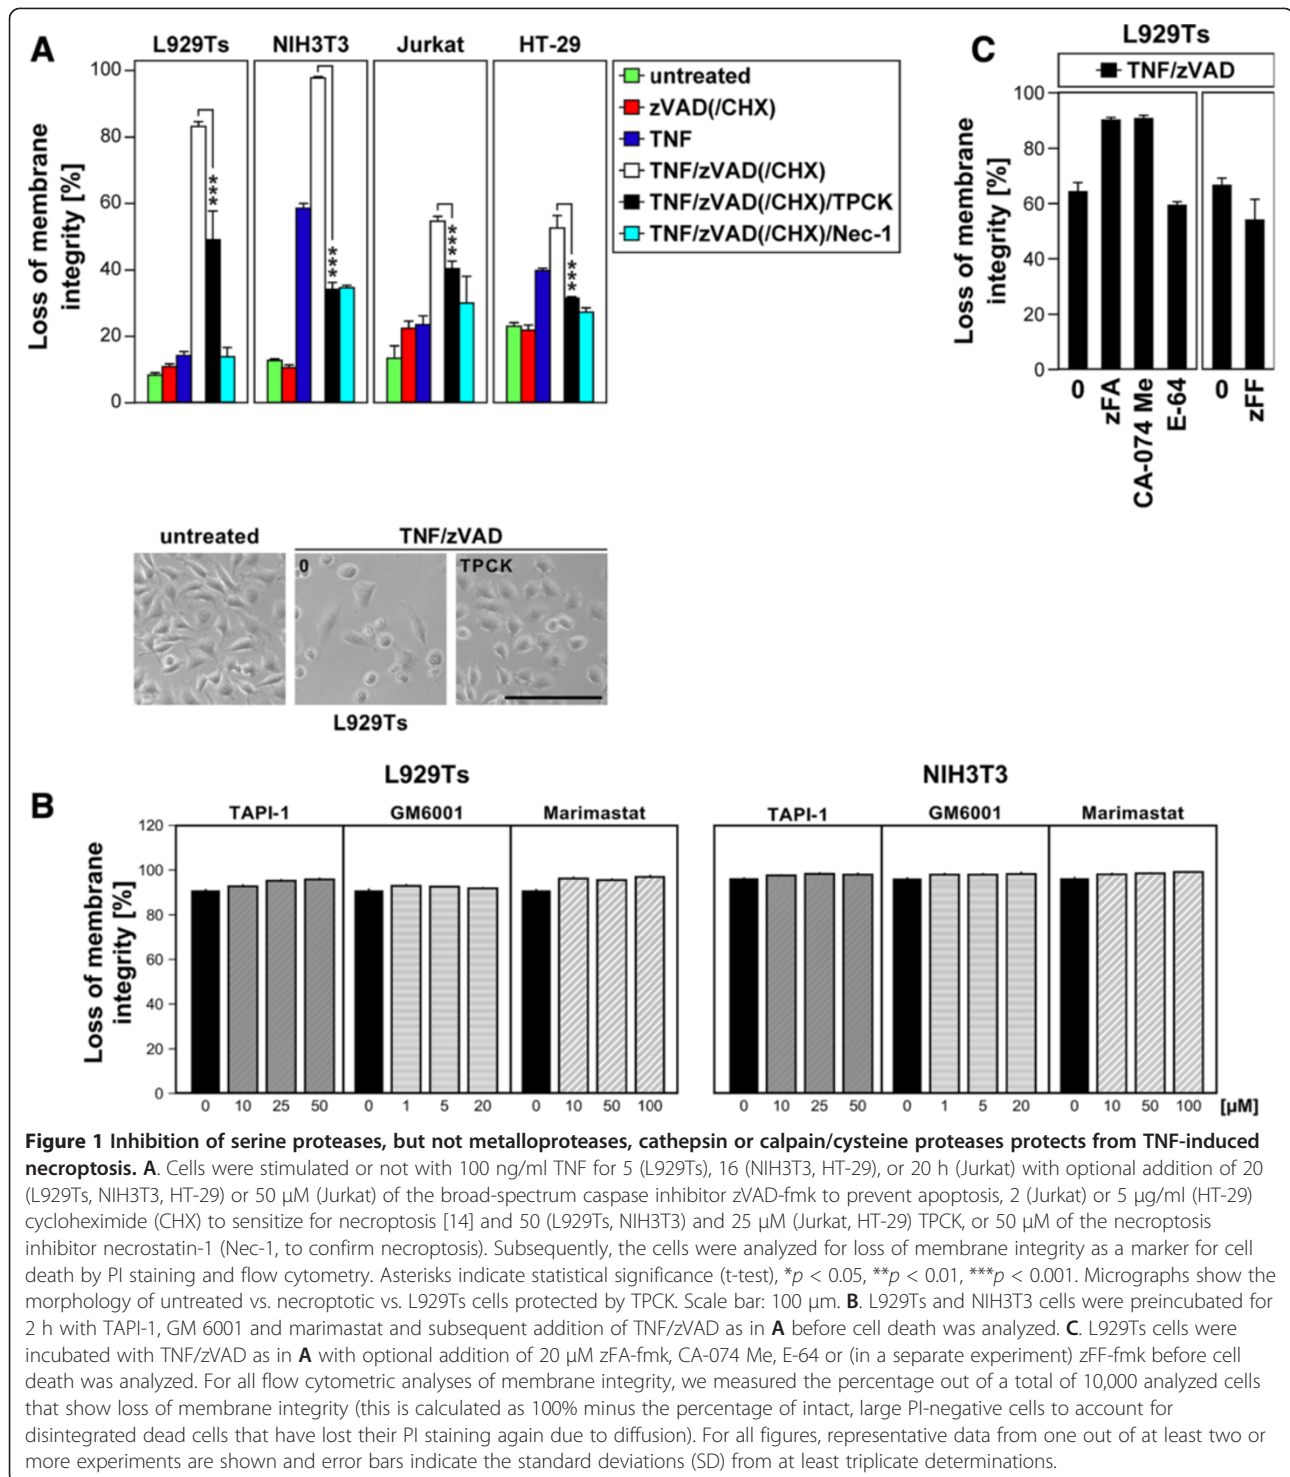 A
L929Ts NIH3T3 Jurkat HT-29
Loss of membrane
integrity [%]
100
80
60
40
20
0
***
***
***
***
untreated
zVAD(/CHX)
TNF
TNF/zVAD(/CHX)
TNF/zVAD(/CHX)/TPCK
TNF/zVAD(/CHX)/Nec-1
C
L929Ts
TNF/zVAD
Loss of membrane
integrity [%]
100
80
60
40
20
0
0 zFA CA-074 Me E-64 0 zFF
untreated TNF/zVAD
0 TPCK
L929Ts
B
L929Ts NIH3T3
TAPI-1 GM6001 Marimastat TAPI-1 GM6001 Marimastat
Loss of membrane
integrity [%]
120
100
80
60
40
20
0
0 10 25 50 0 1 5 20 0 10 50 100 0 10 25 50 0 1 5 20 0 10 50 100 [µM]
Figure 1 Inhibition of serine proteases, but not metalloproteases, cathepsin or calpain/cysteine proteases protects from TNF-induced
necroptosis. A. Cells were stimulated or not with 100 ng/ml TNF for 5 (L929Ts), 16 (NIH3T3, HT-29), or 20 h (Jurkat) with optional addition of 20
(L929Ts, NIH3T3, HT-29) or 50 µM (Jurkat) of the broad-spectrum caspase inhibitor zVAD-fmk to prevent apoptosis, 2 (Jurkat) or 5 µg/ml (HT-29)
cycloheximide (CHX) to sensitize for necroptosis [14] and 50 (L929Ts, NIH3T3) and 25 µM (Jurkat, HT-29) TPCK, or 50 µM of the necroptosis
inhibitor necrostatin-1 (Nec-1, to confirm necroptosis). Subsequently, the cells were analyzed for loss of membrane integrity as a marker for cell
death by PI staining and flow cytometry. Asterisks indicate statistical significance (t-test), *p < 0.05, **p < 0.01, ***p < 0.001. Micrographs show the
morphology of untreated vs. necroptotic vs. L929Ts cells protected by TPCK. Scale bar: 100 µm. B. L929Ts and NIH3T3 cells were preincubated for
2 h with TAPI-1, GM 6001 and marimastat and subsequent addition of TNF/zVAD as in A before cell death was analyzed. C. L929Ts cells were
incubated with TNF/zVAD as in A with optional addition of 20 µM zFA-fmk, CA-074 Me, E-64 or (in a separate experiment) zFF-fmk before cell
death was analyzed. For all flow cytometric analyses of membrane integrity, we measured the percentage out of a total of 10,000 analyzed cells
that show loss of membrane integrity (this is calculated as 100% minus the percentage of intact, large PI-negative cells to account for
disintegrated dead cells that have lost their PI staining again due to diffusion). For all figures, representative data from one out of at least two or
more experiments are shown and error bars indicate the standard deviations (SD) from at least triplicate determinations.